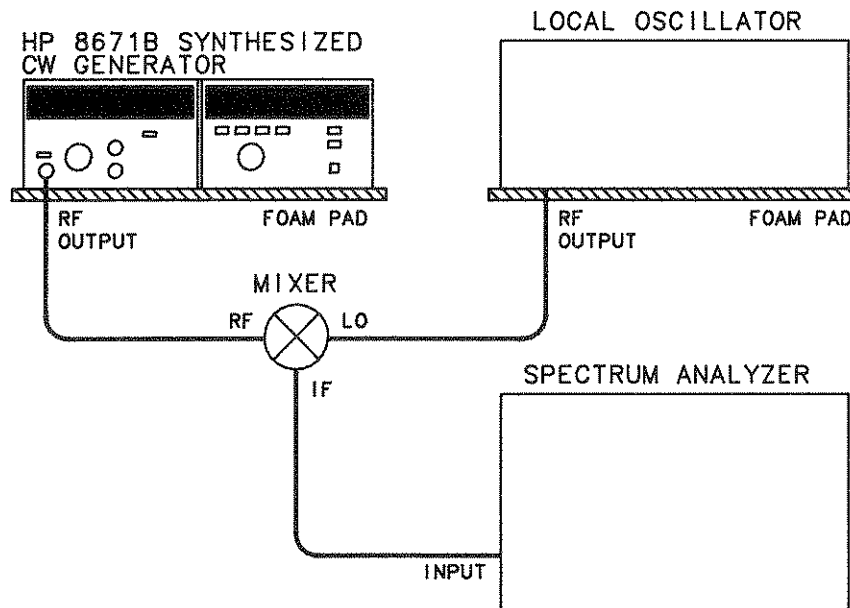 LOCAL OSCILLATOR
HP 8671B SYNTHESIZED
CW GENERATOR
RF
OUTPUT
FOAM PAD
RF
OUTPUT
FOAM PAD
MIXER
RF
LO
IF
SPECTRUM ANALYZER
INPUT